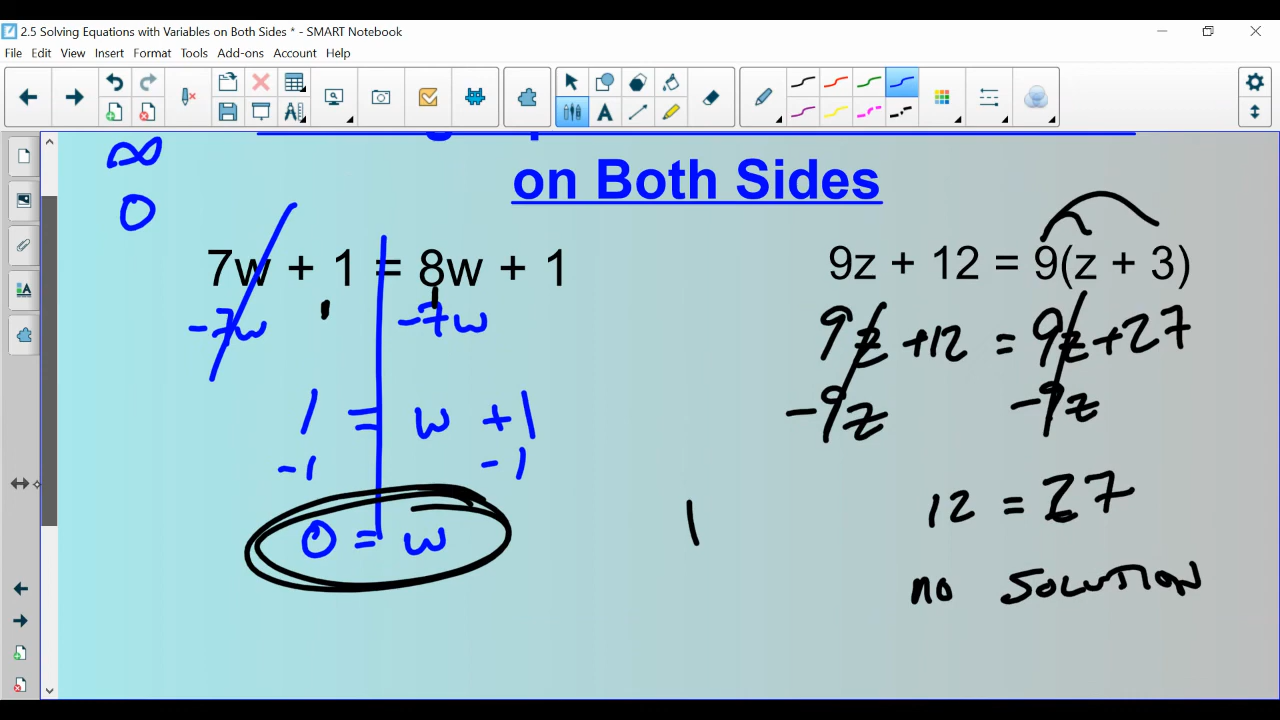 2.5 Solving Equations with Variables on Both Sides * - SMART Notebook
File Edit View Insert Format Tools Add-ons Account Help
on Both Sides
∞
0
7w + 1 = 8w + 1
-7w -7w
1 = w +1
-1 -1
0 = w
9z + 12 = 9(z + 3)
9z +12 = 9z +27
-9z -9z
12 = 27
no SOLUTION
1